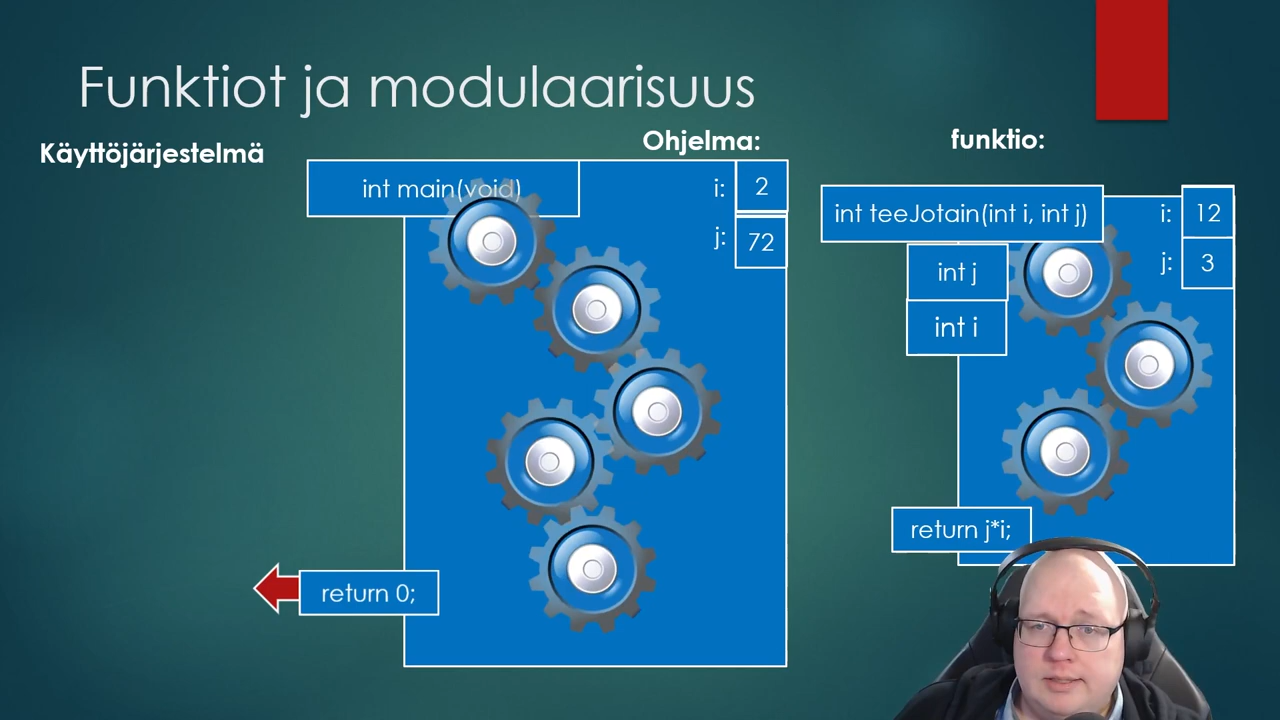 Funktiot ja modulaarisuus
Käyttöjärjestelmä
Ohjelma:
funktio:
int main(void)
i:
2
j:
72
int teeJotain(int i, int j)
i:
12
j:
3
int j
int i
return j*i;
return 0;